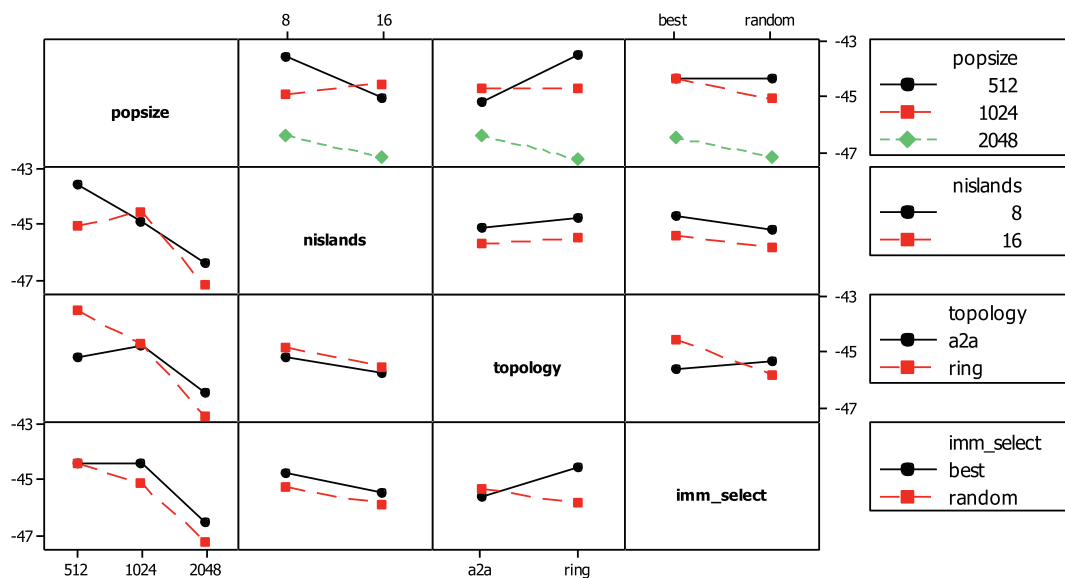 8 16 best random
-43
-45
-47
popsize
popsize
512
1024
2048
-43
-45
-47
nislands
nislands
8
16
-43
-45
-47
topology
topology
a2a
ring
-43
-45
-47
imm_select
imm_select
best
random
512 1024 2048 a2a ring